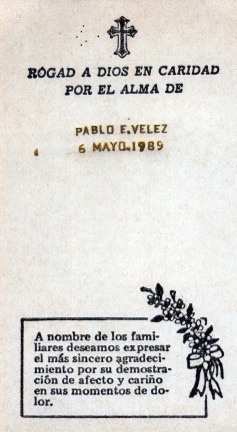 ROGAD A DIOS EN CARIDAD
POR EL ALMA DE
PABLO E.VELEZ
6 MAYO.1989
A nombre de los fami-
liares deseamos expresar
el más sincero agradeci-
miento por su demostra-
ción de afecto y cariño
en sus momentos de do-
lor.